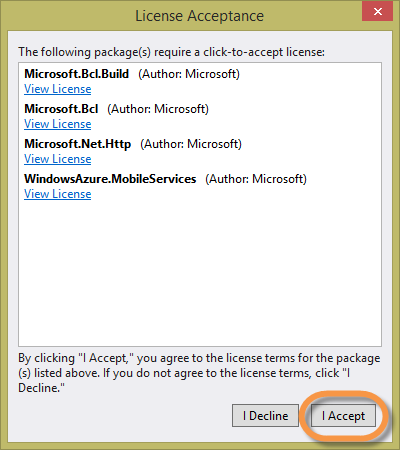 License Acceptance
The following package(s) require a click-to-accept license:
Microsoft.Bcl.Build (Author: Microsoft)
View License
Microsoft.Bcl (Author: Microsoft)
View License
Microsoft.Net.Http (Author: Microsoft)
View License
WindowsAzure.MobileServices (Author: Microsoft)
View License
By clicking "I Accept," you agree to the license terms for the package
(s) listed above. If you do not agree to the license terms, click "I
Decline."
I Decline I Accept